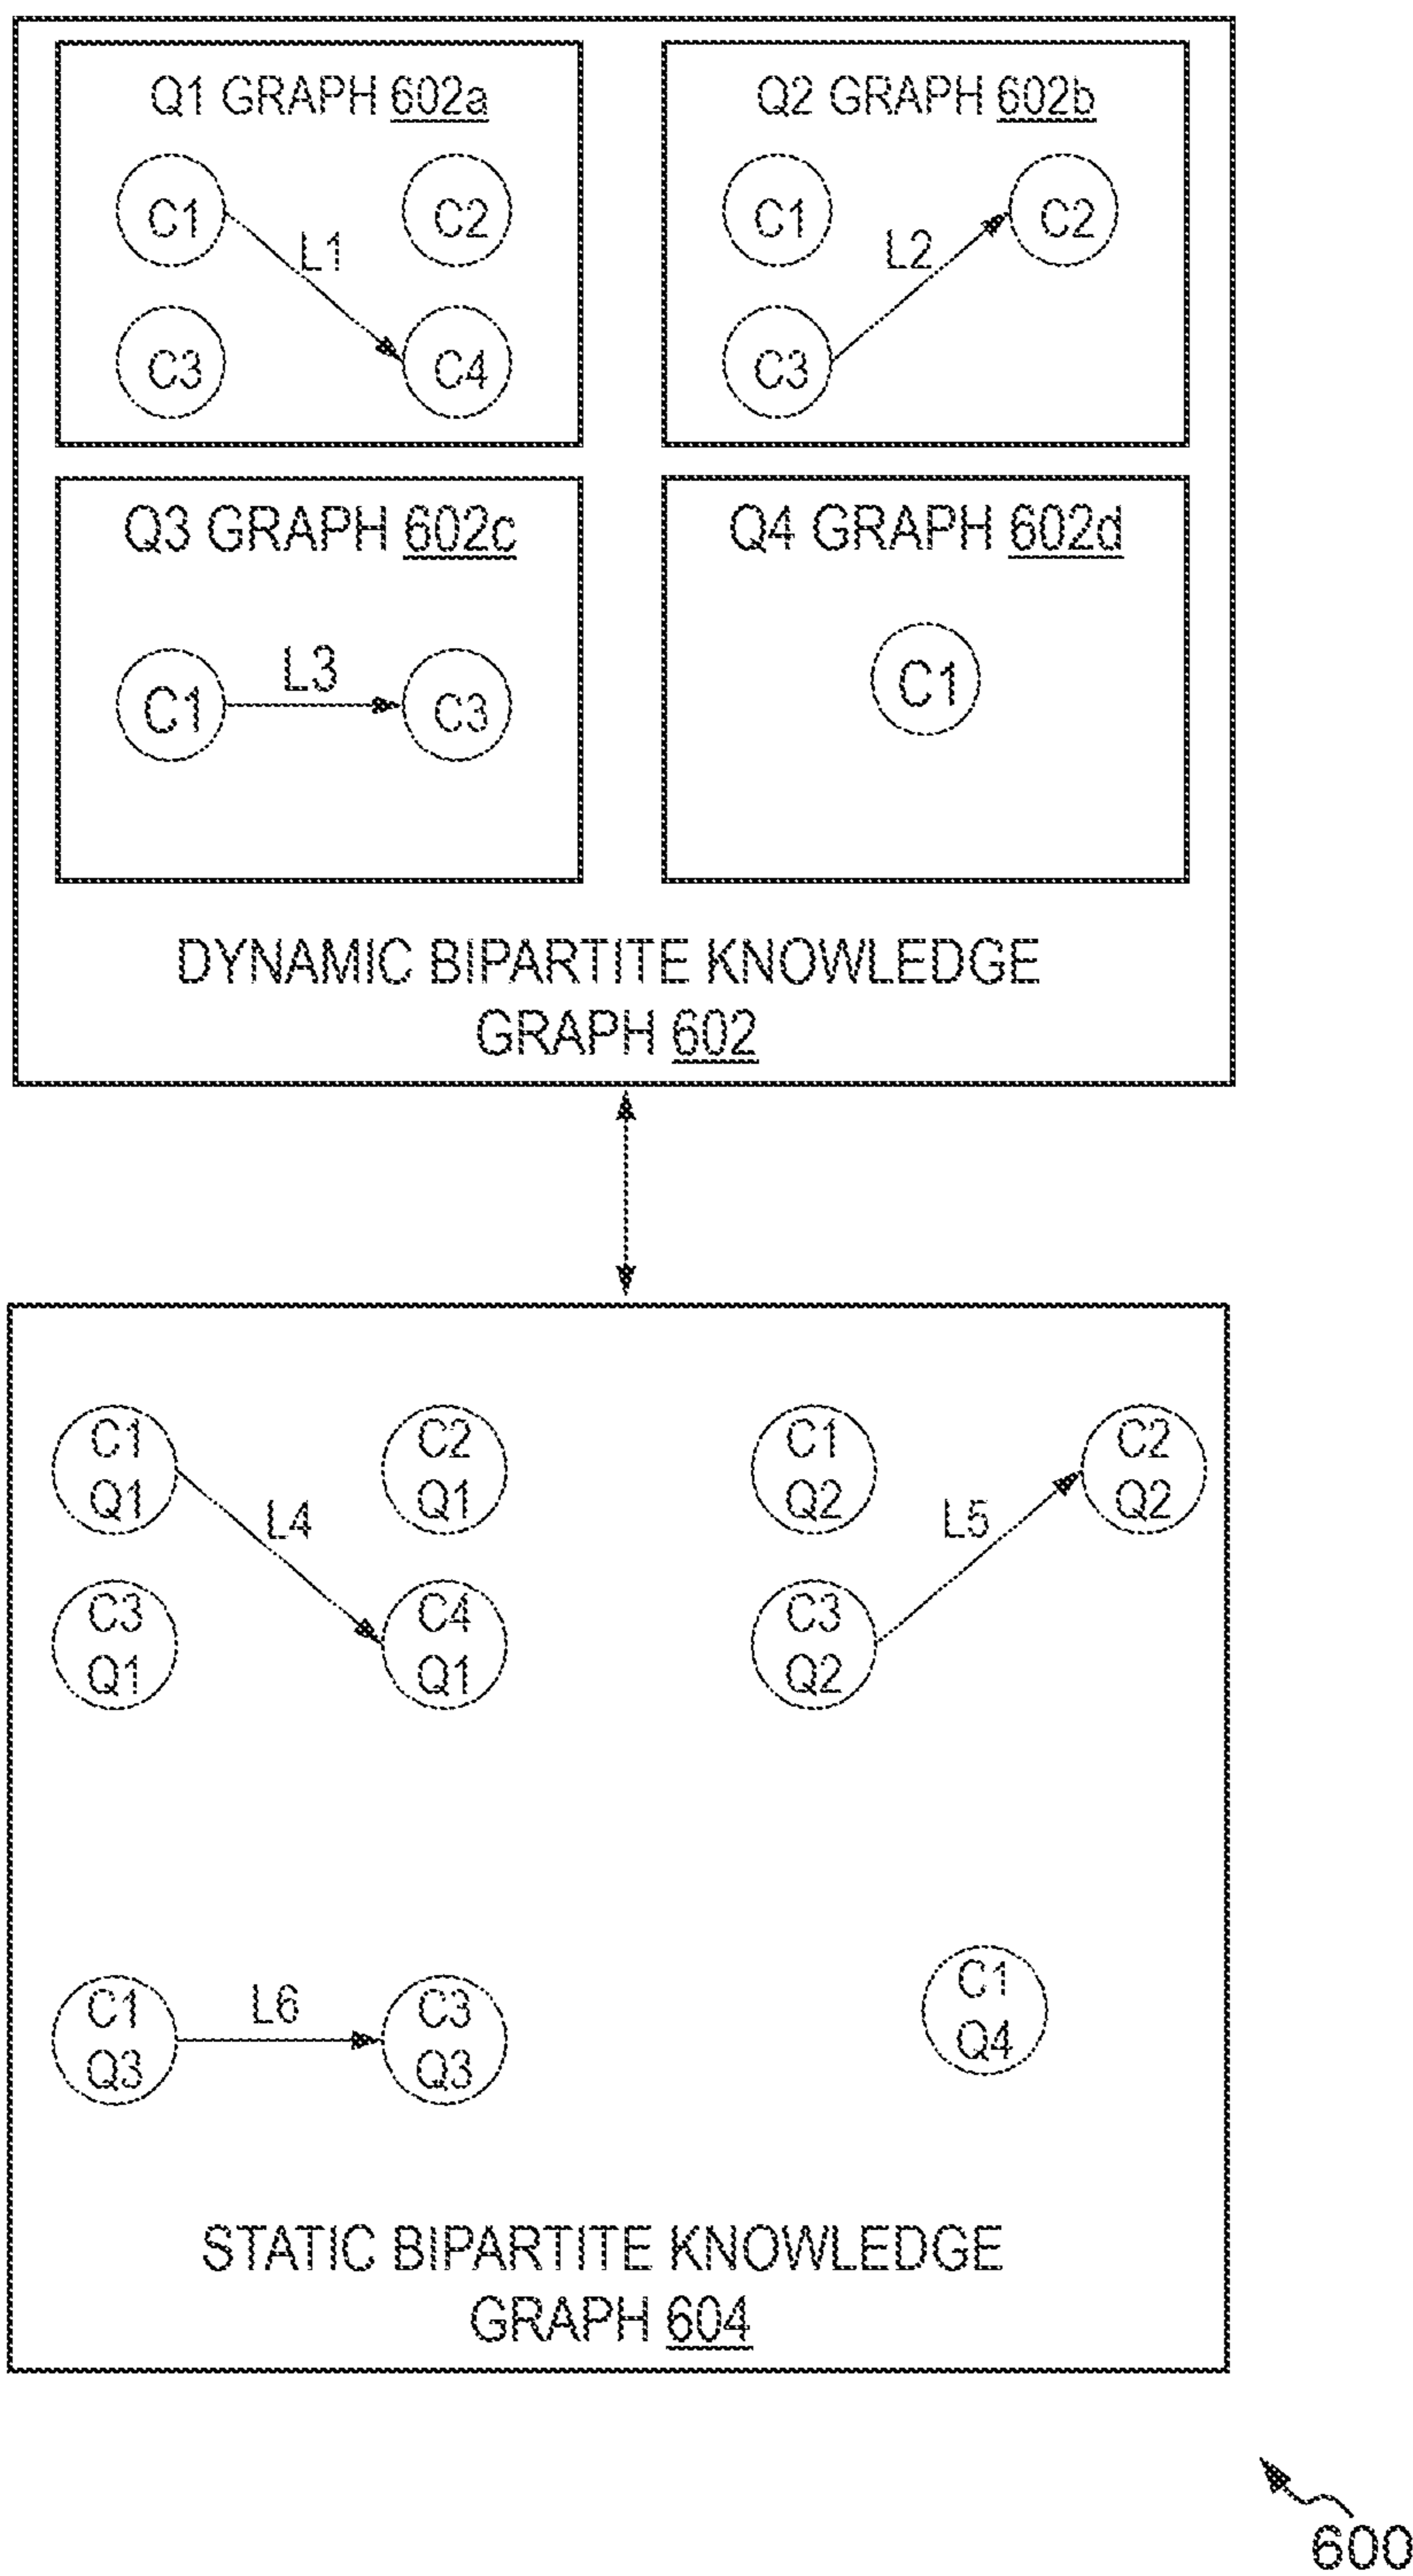 Q1 GRAPH 602a
C1
C2
L1
C3
C4
Q2 GRAPH 602b
C1
C2
L2
C3
Q3 GRAPH 602c
L3
C1
C3
Q4 GRAPH 602d
C1
DYNAMIC BIPARTITE KNOWLEDGE
GRAPH 602
C1
Q1
C2
Q1
L4
C3
Q1
C4
Q1
C1
Q2
C2
Q2
L5
C3
Q2
C1
Q3
L6
C3
Q3
C1
Q4
STATIC BIPARTITE KNOWLEDGE
GRAPH 604
600